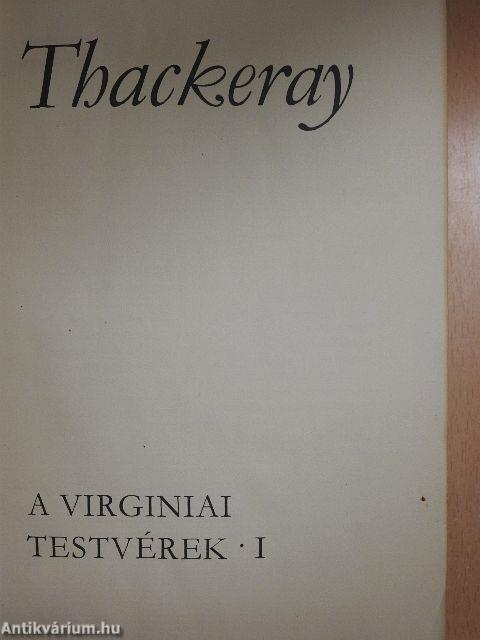 Thackeray
A VIRGINIAI
TESTVÉREK · I
Antikvárium.hu